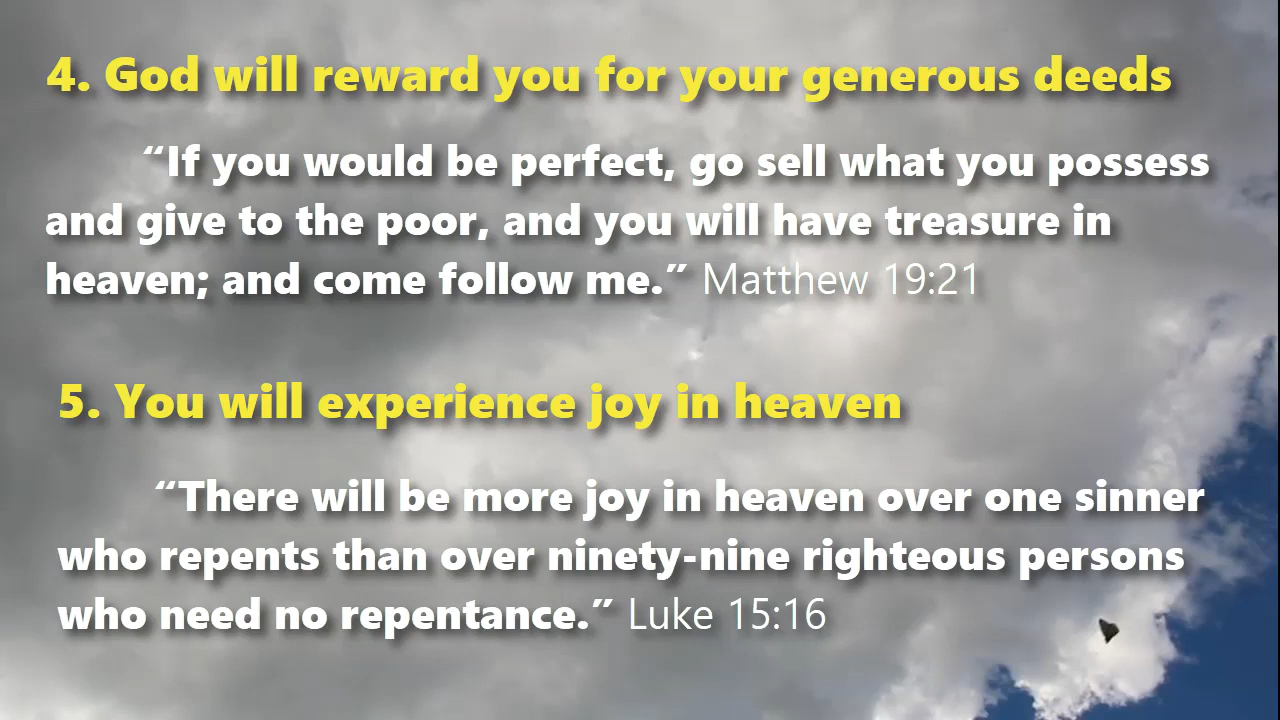 4. God will reward you for your generous deeds
“If you would be perfect, go sell what you possess
and give to the poor, and you will have treasure in
heaven; and come follow me.” Matthew 19:21
5. You will experience joy in heaven
“There will be more joy in heaven over one sinner
who repents than over ninety-nine righteous persons
who need no repentance.” Luke 15:16